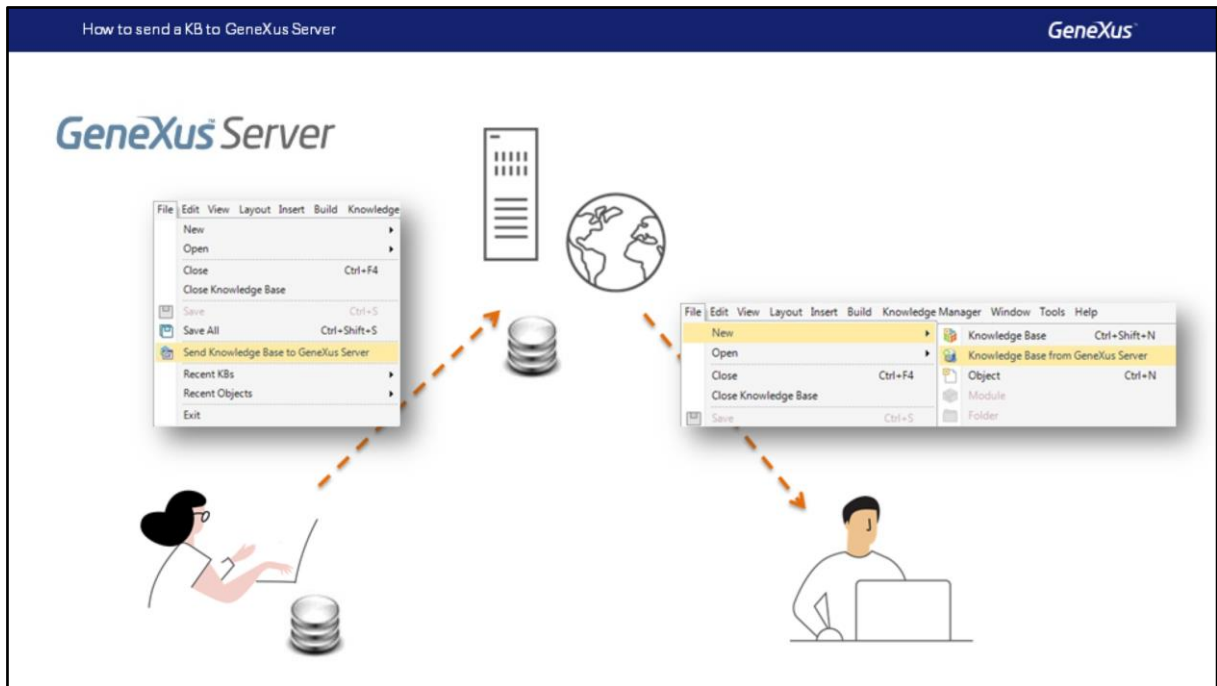 How to send a KB to GeneXus Server
GeneXus™
GeneXus™ Server
File Edit View Layout Insert Build Knowledge
New
Open
Close Ctrl+F4
Close Knowledge Base
Save Ctrl+S
Save All Ctrl+Shift+S
Send Knowledge Base to GeneXus Server
Recent KBs
Recent Objects
Exit
File Edit View Layout Insert Build Knowledge Manager Window Tools Help
New
Open
Close Ctrl+F4
Close Knowledge Base
Save Ctrl+S
Knowledge Base Ctrl+Shift+N
Knowledge Base from GeneXus Server
Object Ctrl+N
Module
Folder